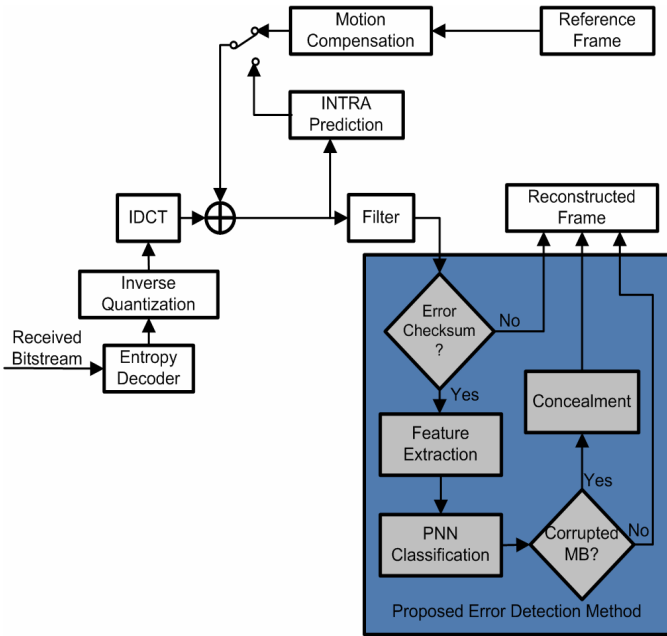 Motion
Compensation
Reference
Frame
INTRA
Prediction
IDCT
Filter
Reconstructed
Frame
Inverse
Quantization
Received
Bitstream
Entropy
Decoder
Error
Checksum
?
No
Yes
Feature
Extraction
Concealment
Yes
No
PNN
Classification
Corrupted
MB?
Proposed Error Detection Method